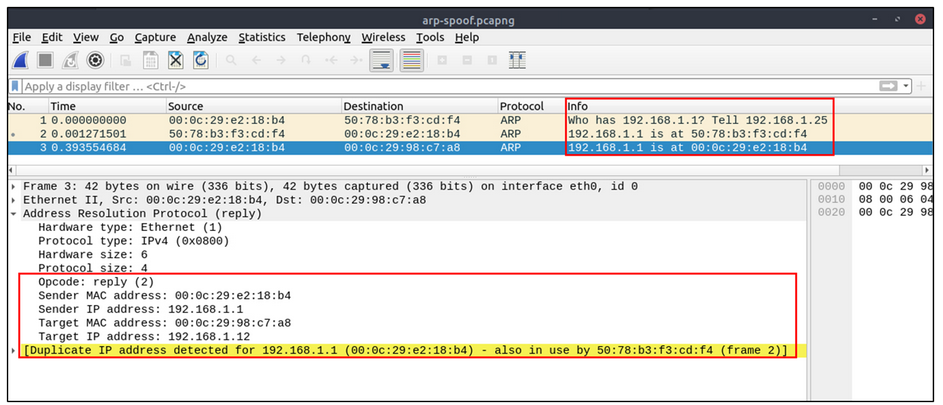 arp-spoof.pcapng
File Edit View Go Capture Analyze Statistics Telephony Wireless Tools Help
Apply a display filter … <Ctrl-/>
No. Time Source Destination Protocol Info
1 0.000000000 00:0c:29:e2:18:b4 50:78:b3:f3:cd:f4 ARP Who has 192.168.1.1? Tell 192.168.1.25
2 0.001271501 50:78:b3:f3:cd:f4 00:0c:29:e2:18:b4 ARP 192.168.1.1 is at 50:78:b3:f3:cd:f4
3 0.393554684 00:0c:29:e2:18:b4 00:0c:29:98:c7:a8 ARP 192.168.1.1 is at 00:0c:29:e2:18:b4
Frame 3: 42 bytes on wire (336 bits), 42 bytes captured (336 bits) on interface eth0, id 0
Ethernet II, Src: 00:0c:29:e2:18:b4, Dst: 00:0c:29:98:c7:a8
Address Resolution Protocol (reply)
Hardware type: Ethernet (1)
Protocol type: IPv4 (0x0800)
Hardware size: 6
Protocol size: 4
Opcode: reply (2)
Sender MAC address: 00:0c:29:e2:18:b4
Sender IP address: 192.168.1.1
Target MAC address: 00:0c:29:98:c7:a8
Target IP address: 192.168.1.12
[Duplicate IP address detected for 192.168.1.1 (00:0c:29:e2:18:b4) - also in use by 50:78:b3:f3:cd:f4 (frame 2)]
0000 00 0c 29 98
0010 08 00 06 04
0020 00 0c 29 98